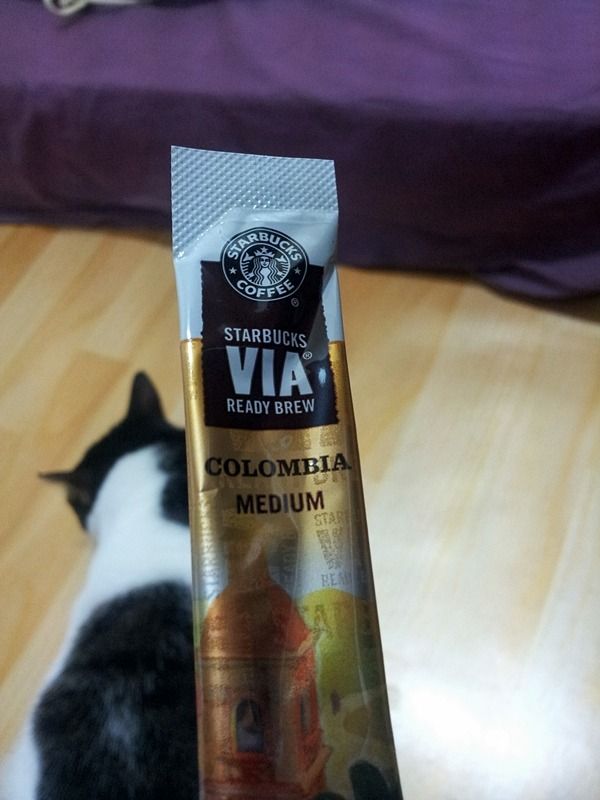 STARBUCKS
COFFEE
®
STARBUCKS
VIA®
READY BREW
COLOMBIA
MEDIUM